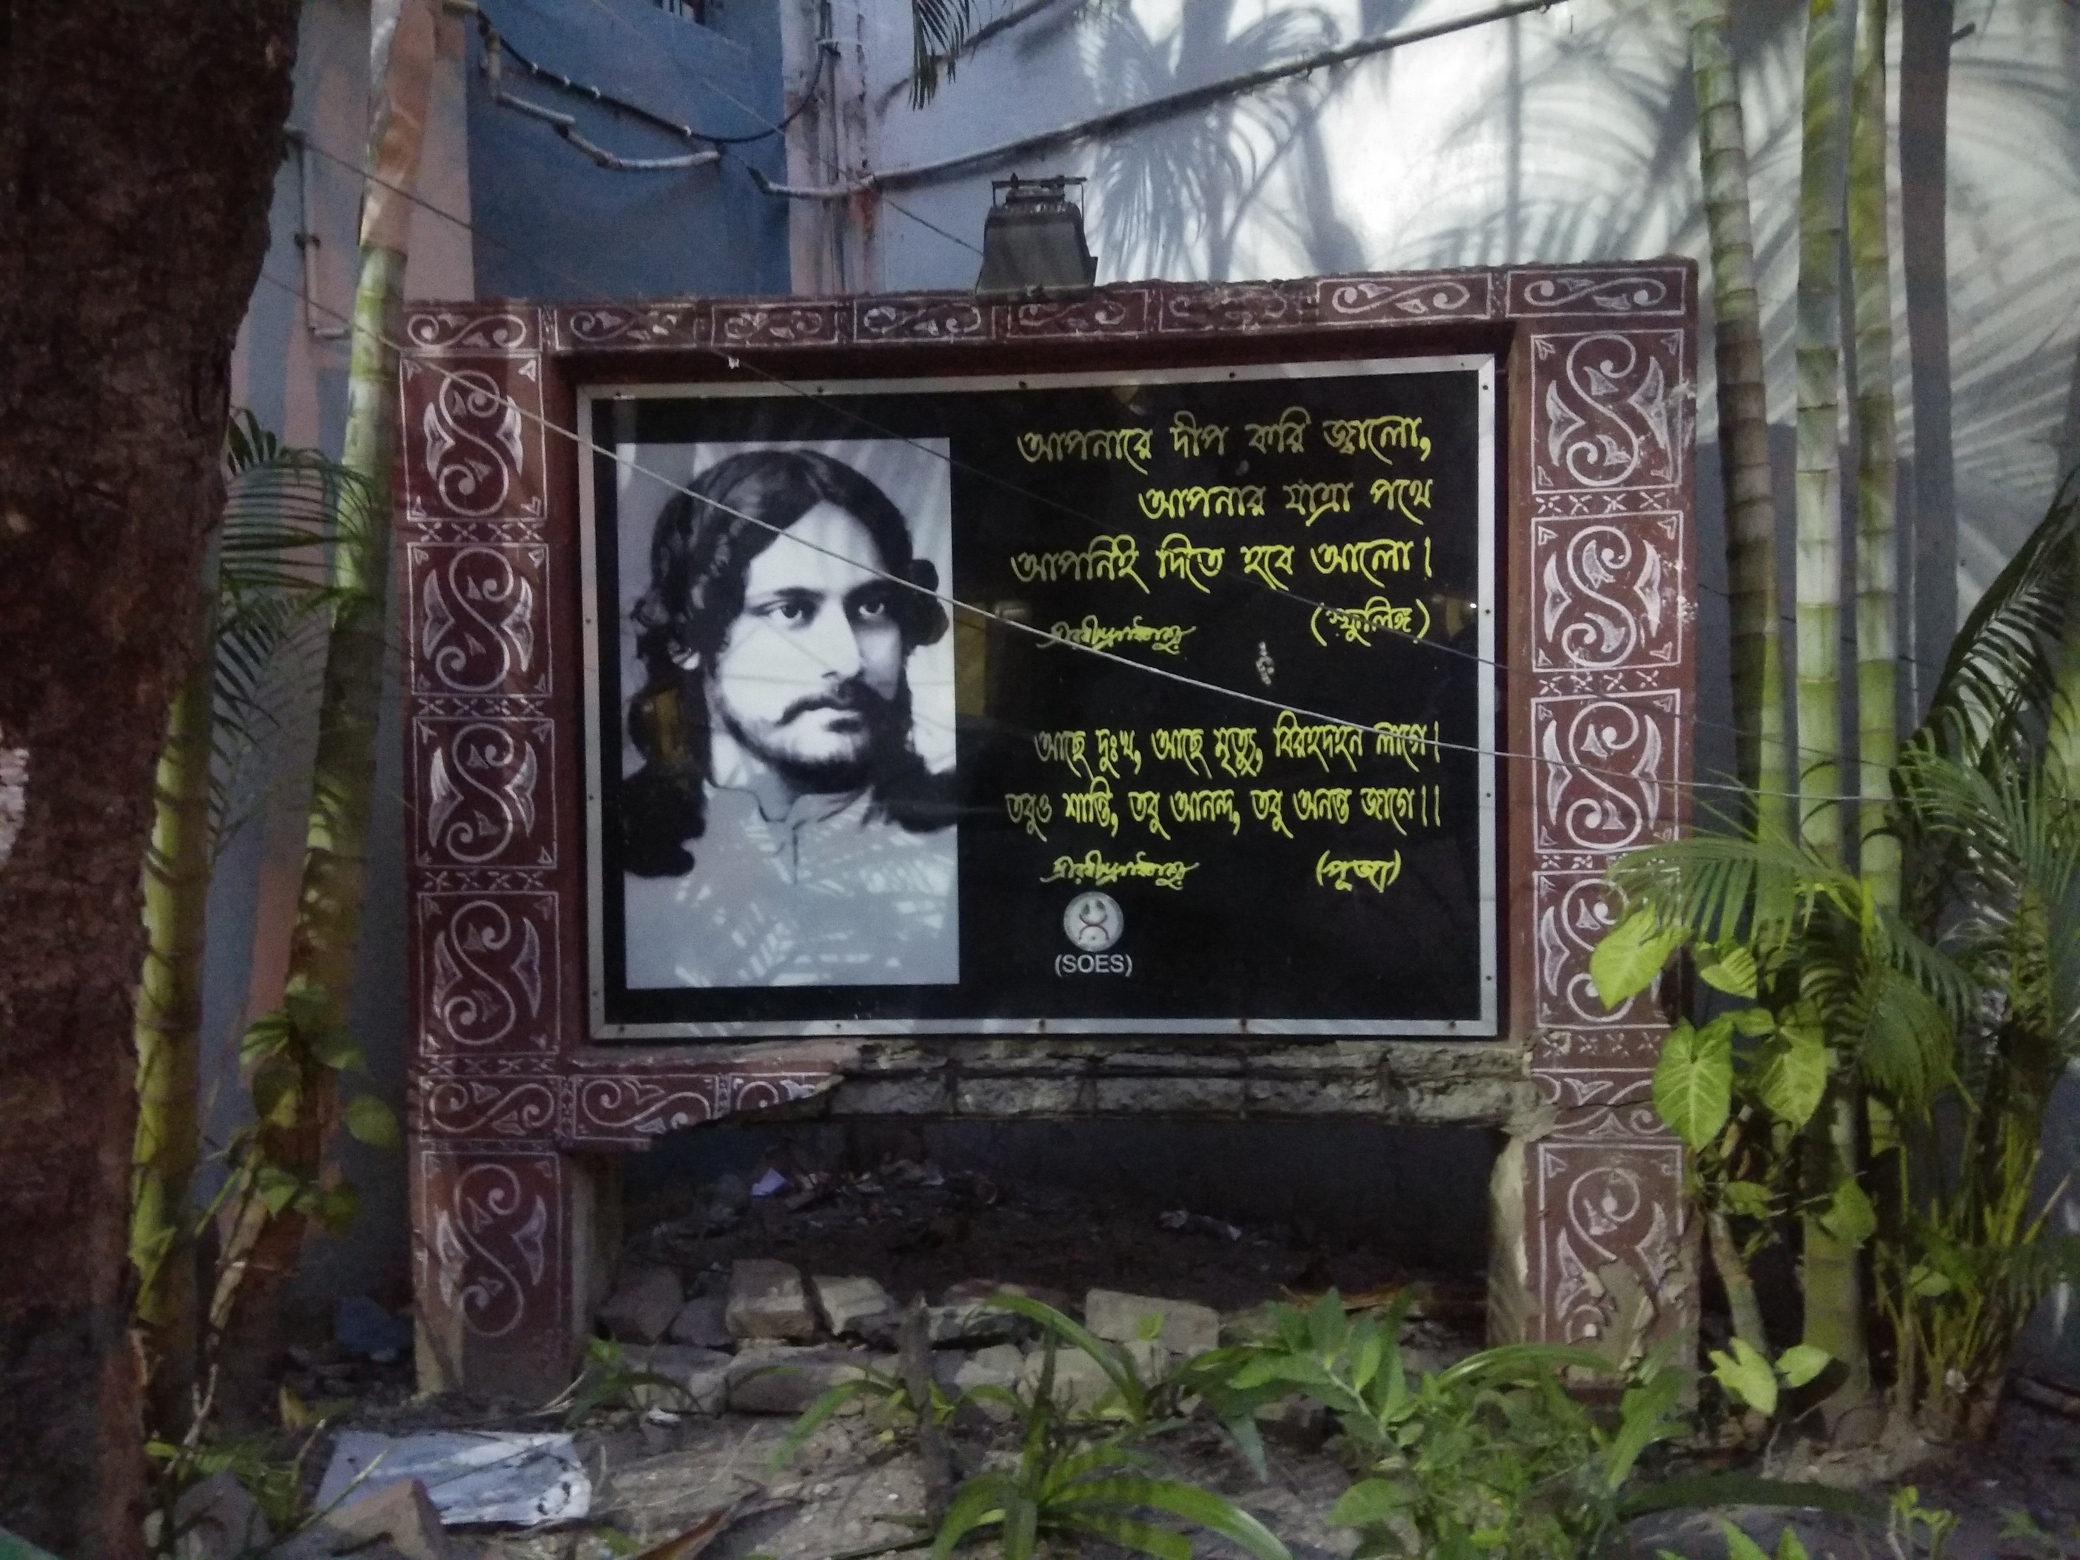 আপনারে দীপ করি জ্বালো,
আপনার যাত্রা পথে
আপনিই দিতে হবে আলো।
শ্রীরবীন্দ্রনাথ ঠাকুর (স্ফুলিঙ্গ)
আছে দুঃখ, আছে মৃত্যু, বিরহদহন লাগে।
তবুও শান্তি, তবু আনন্দ, তবু অনন্ত জাগে।।
শ্রীরবীন্দ্রনাথ ঠাকুর (পূজা)
(SOES)